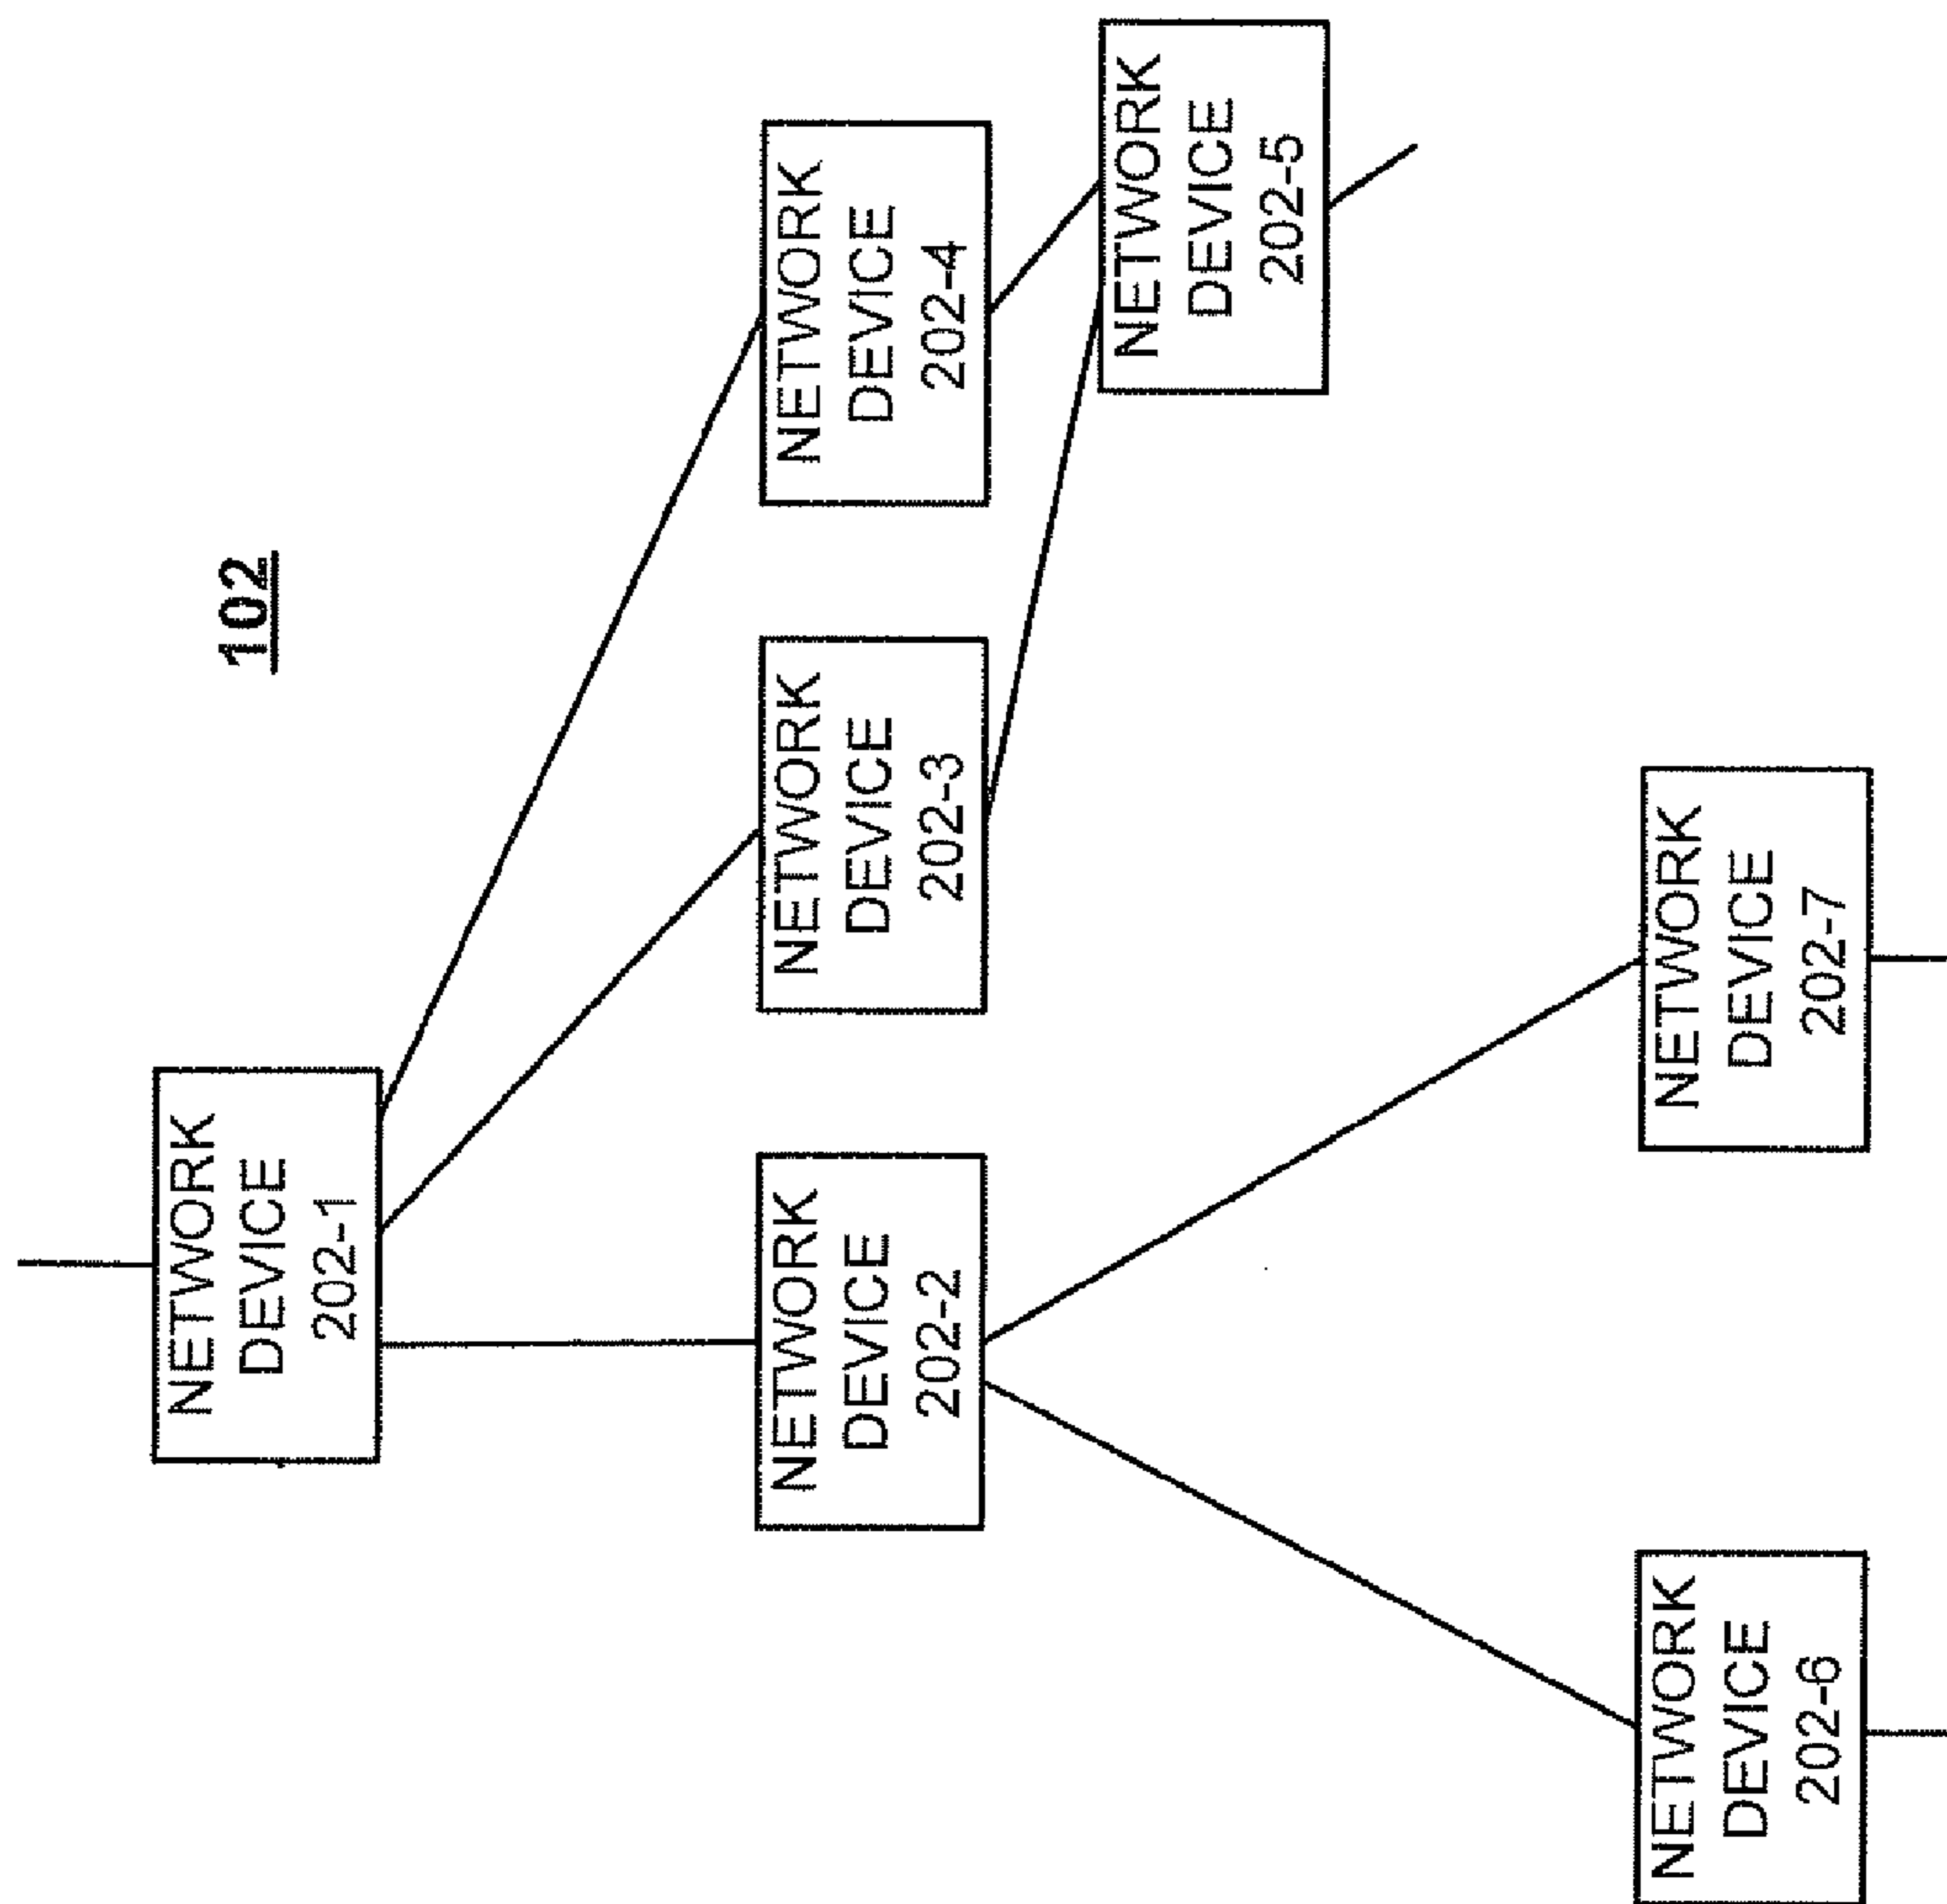 102
NETWORK
DEVICE
202-1
NETWORK
DEVICE
202-2
NETWORK
DEVICE
202-3
NETWORK
DEVICE
202-4
NETWORK
DEVICE
202-5
NETWORK
DEVICE
202-6
NETWORK
DEVICE
202-7